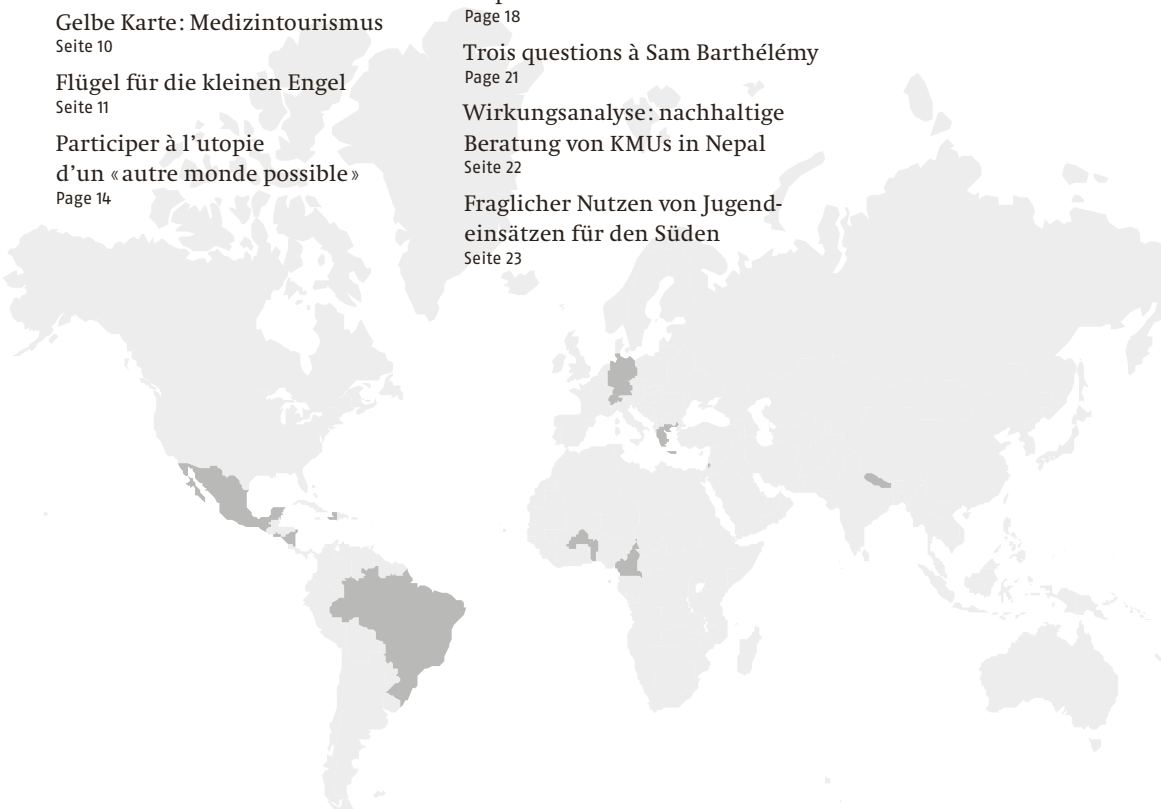 Gelbe Karte: Medizintourismus
Seite 10
Flügel für die kleinen Engel
Seite 11
Participer à l’utopie
d’un «autre monde possible»
Page 14
Page 18
Trois questions à Sam Barthélémy
Page 21
Wirkungsanalyse: nachhaltige
Beratung von KMUs in Nepal
Seite 22
Fraglicher Nutzen von Jugend-
einsätzen für den Süden
Seite 23